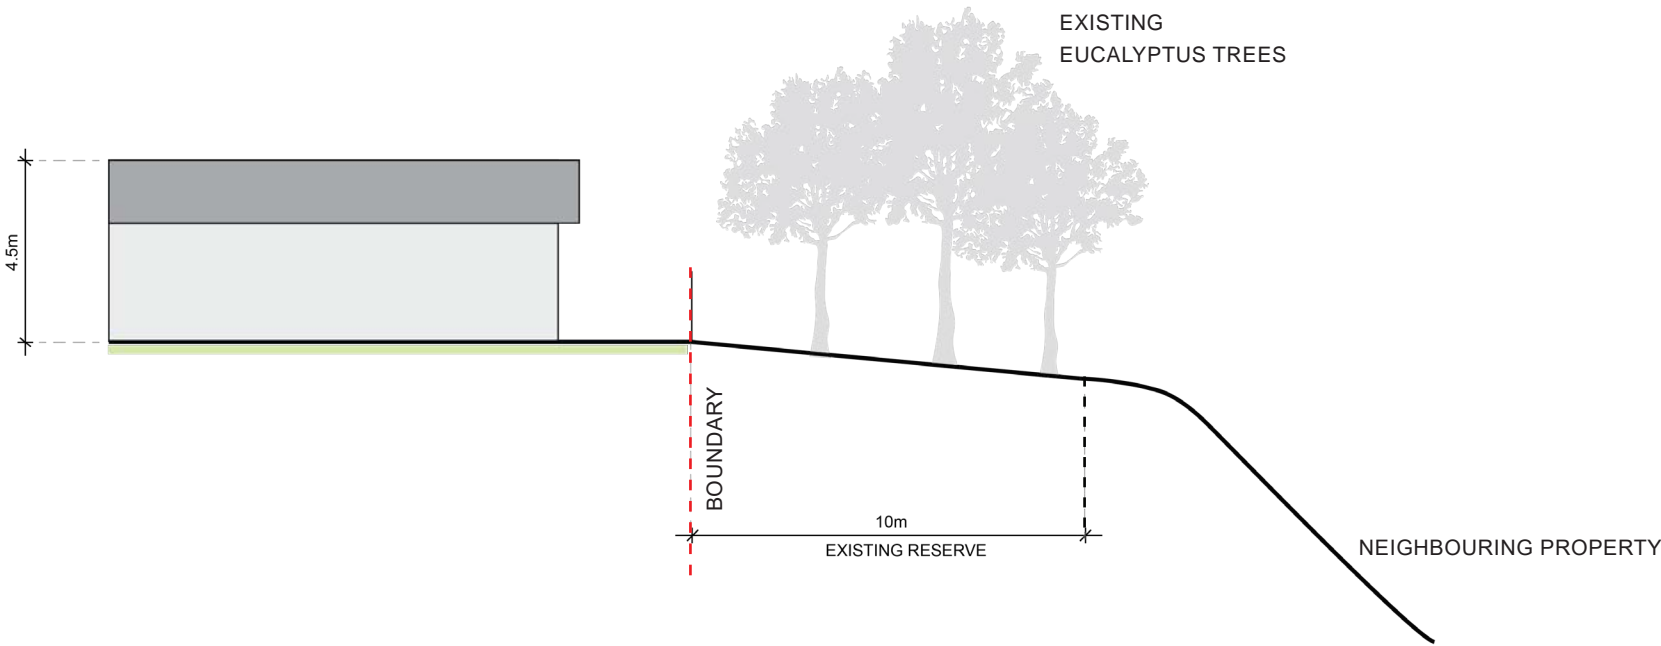 EXISTING
EUCALYPTUS TREES
4.5m
BOUNDARY
10m
EXISTING RESERVE
NEIGHBOURING PROPERTY